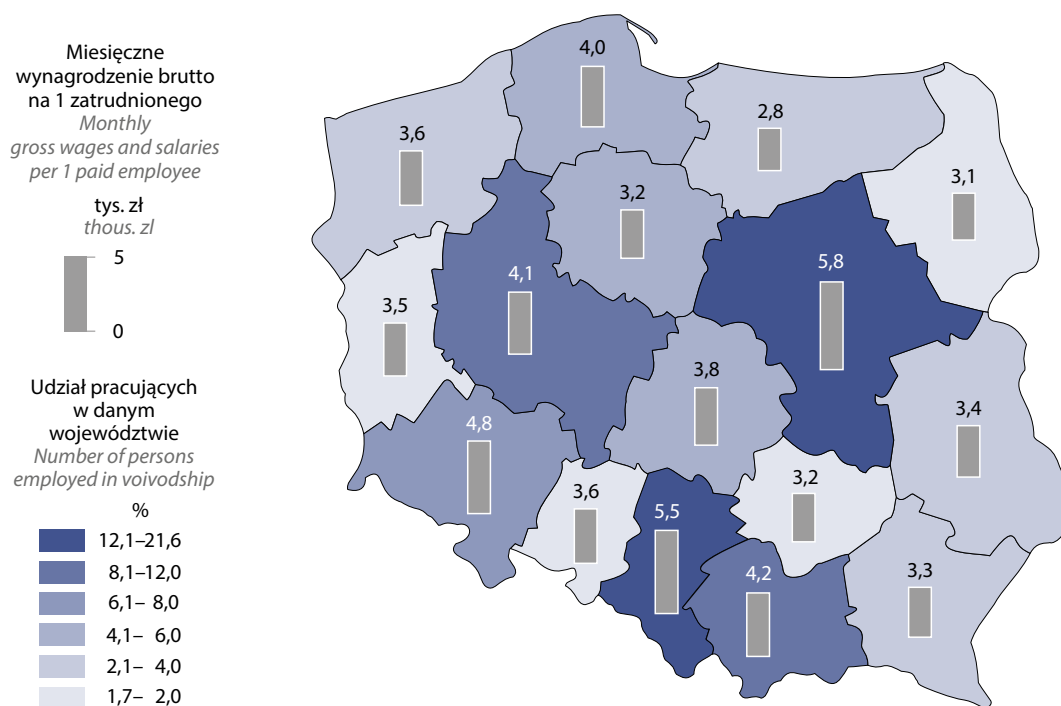 Miesięczne
wynagrodzenie brutto
na 1 zatrudnionego
Monthly
gross wages and salaries
per 1 paid employee
tys. zł
thous. zl
5
0
Udział pracujących
w danym
województwie
Number of persons
employed in voivodship
%
12,1–21,6
8,1–12,0
6,1– 8,0
4,1– 6,0
2,1– 4,0
1,7– 2,0
4,0
2,8
3,6
3,1
3,2
4,1
5,8
3,5
3,8
3,4
4,8
3,6
3,2
5,5
4,2
3,3